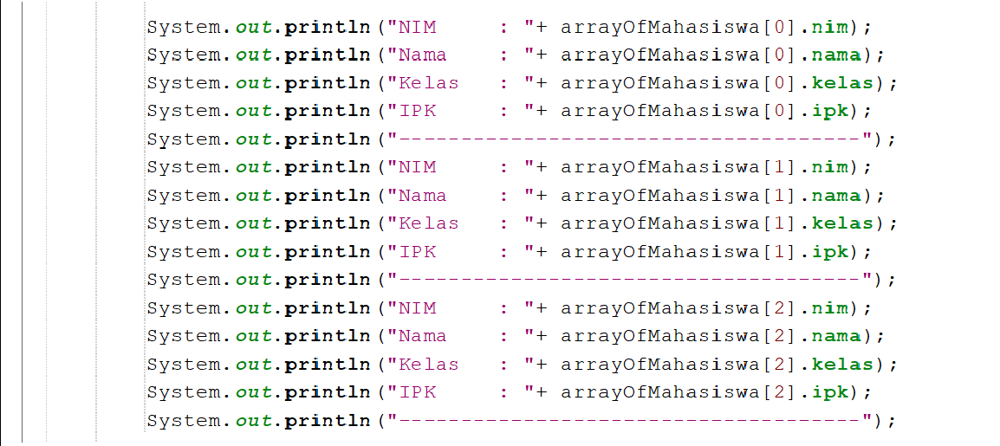 System.out.println("NIM     : "+ arrayOfMahasiswa[0].nim);
System.out.println("Nama    : "+ arrayOfMahasiswa[0].nama);
System.out.println("Kelas   : "+ arrayOfMahasiswa[0].kelas);
System.out.println("IPK     : "+ arrayOfMahasiswa[0].ipk);
System.out.println("-------------------------------------");
System.out.println("NIM     : "+ arrayOfMahasiswa[1].nim);
System.out.println("Nama    : "+ arrayOfMahasiswa[1].nama);
System.out.println("Kelas   : "+ arrayOfMahasiswa[1].kelas);
System.out.println("IPK     : "+ arrayOfMahasiswa[1].ipk);
System.out.println("-------------------------------------");
System.out.println("NIM     : "+ arrayOfMahasiswa[2].nim);
System.out.println("Nama    : "+ arrayOfMahasiswa[2].nama);
System.out.println("Kelas   : "+ arrayOfMahasiswa[2].kelas);
System.out.println("IPK     : "+ arrayOfMahasiswa[2].ipk);
System.out.println("-------------------------------------");